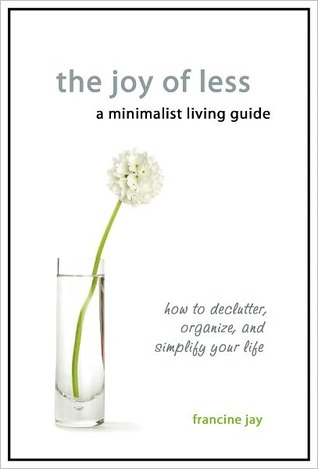 the joy of less
a minimalist living guide
how to declutter,
organize, and
simplify your life
francine jay